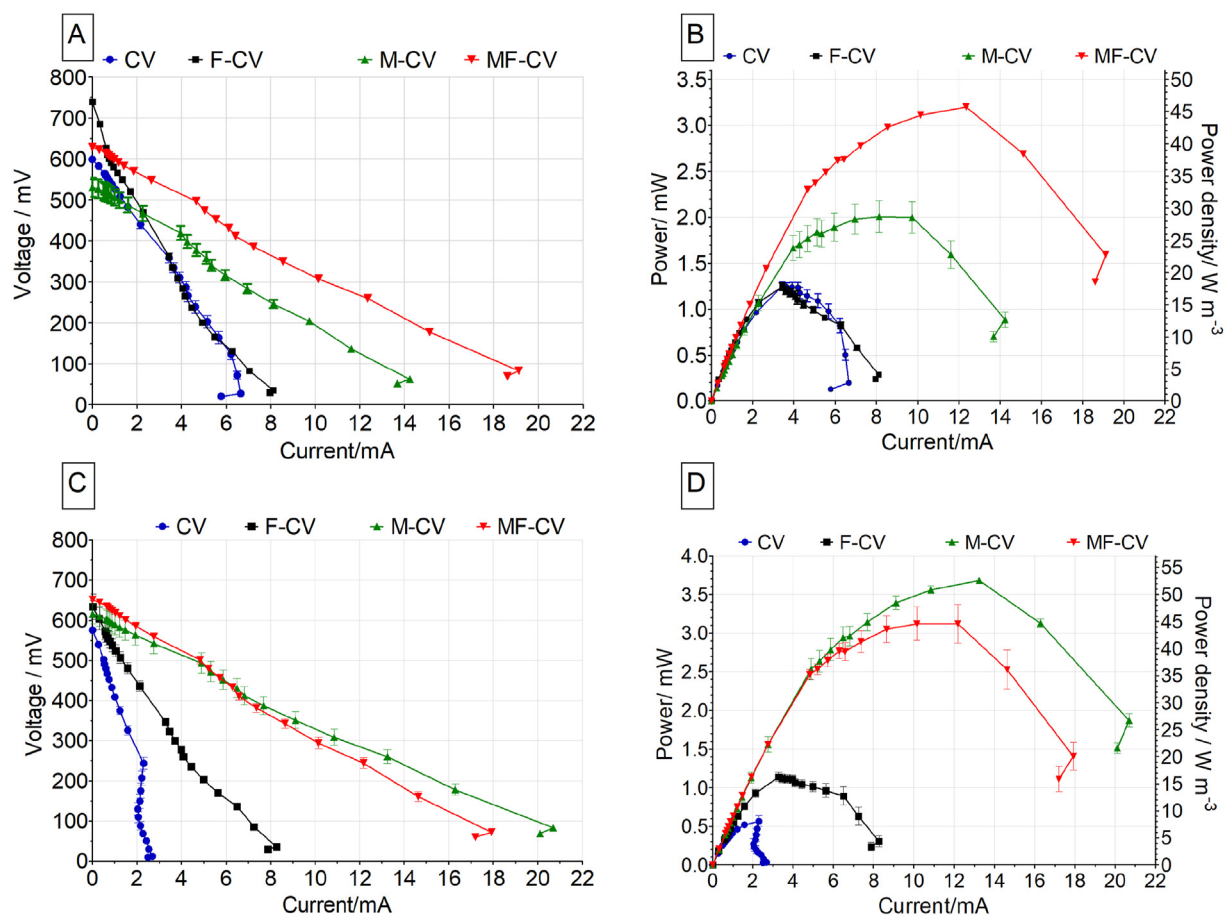 A
CV F-CV M-CV MF-CV
800
700
600
500
400
300
200
100
0
Voltage / mV
0 2 4 6 8 10 12 14 16 18 20 22
Current/mA
B
CV F-CV M-CV MF-CV
3.5
3.0
2.5
2.0
1.5
1.0
0.5
0.0
Power/ mW
50
45
40
35
30
25
20
15
10
5
0
Power density/ W m⁻³
0 2 4 6 8 10 12 14 16 18 20 22
Current/mA
C
CV F-CV M-CV MF-CV
800
700
600
500
400
300
200
100
0
Voltage / mV
0 2 4 6 8 10 12 14 16 18 20 22
Current/mA
D
CV F-CV M-CV MF-CV
4.0
3.5
3.0
2.5
2.0
1.5
1.0
0.5
0.0
Power/ mW
55
50
45
40
35
30
25
20
15
10
5
0
Power density / W m⁻³
0 2 4 6 8 10 12 14 16 18 20 22
Current/mA